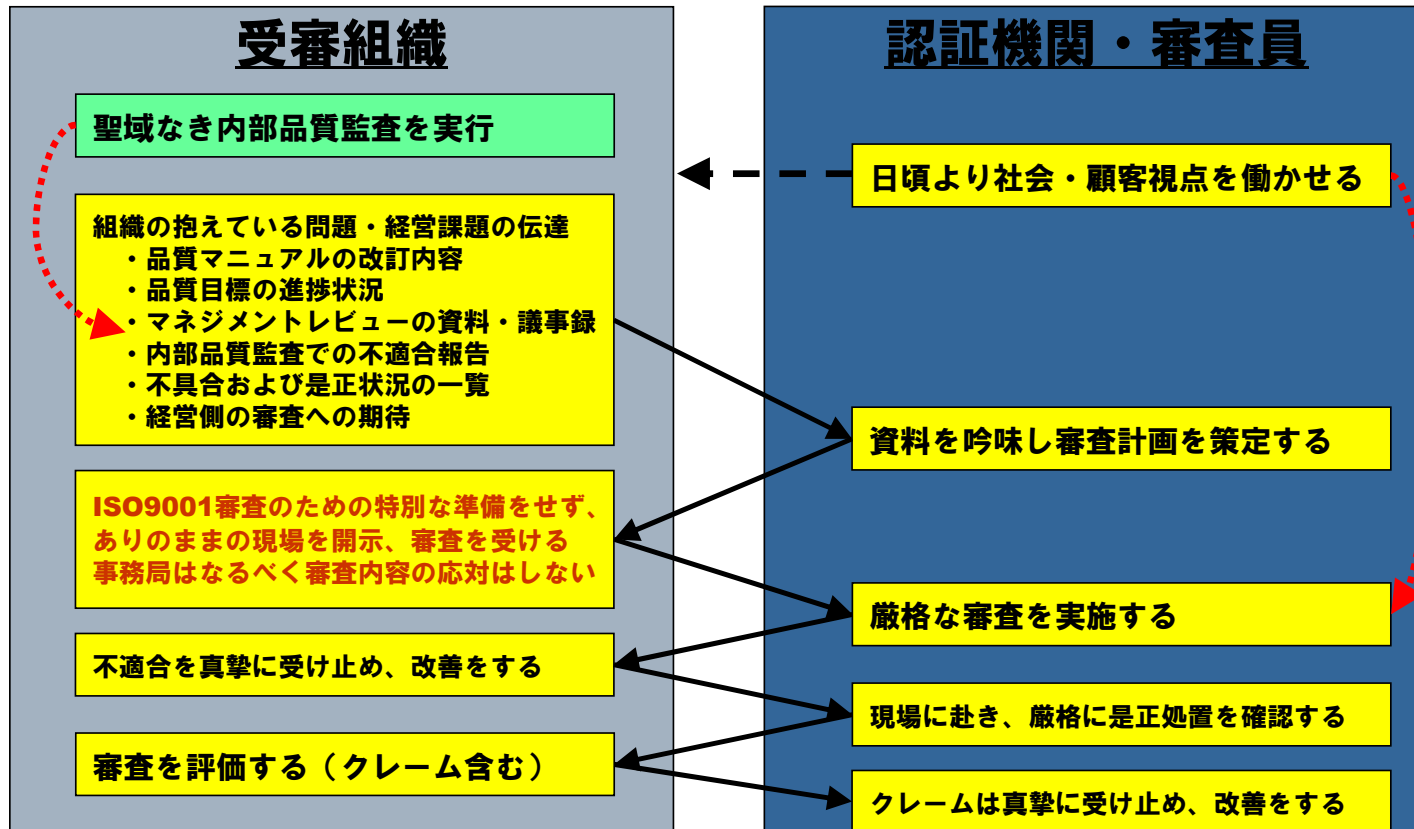 受審組織
聖域なき内部品質監査を実行
組織の抱えている問題・経営課題の伝達
・品質マニュアルの改訂内容
・品質目標の進捗状況
・マネジメントレビューの資料・議事録
・内部品質監査での不適合報告
・不具合および是正状況の一覧
・経営側の審査への期待
ISO9001審査のための特別な準備をせず、
ありのままの現場を開示、審査を受ける
事務局はなるべく審査内容の応対はしない
不適合を真摯に受け止め、改善をする
審査を評価する（クレーム含む）
認証機関・審査員
日頃より社会・顧客視点を働かせる
資料を吟味し審査計画を策定する
厳格な審査を実施する
現場に赴き、厳格に是正処置を確認する
クレームは真摯に受け止め、改善をする